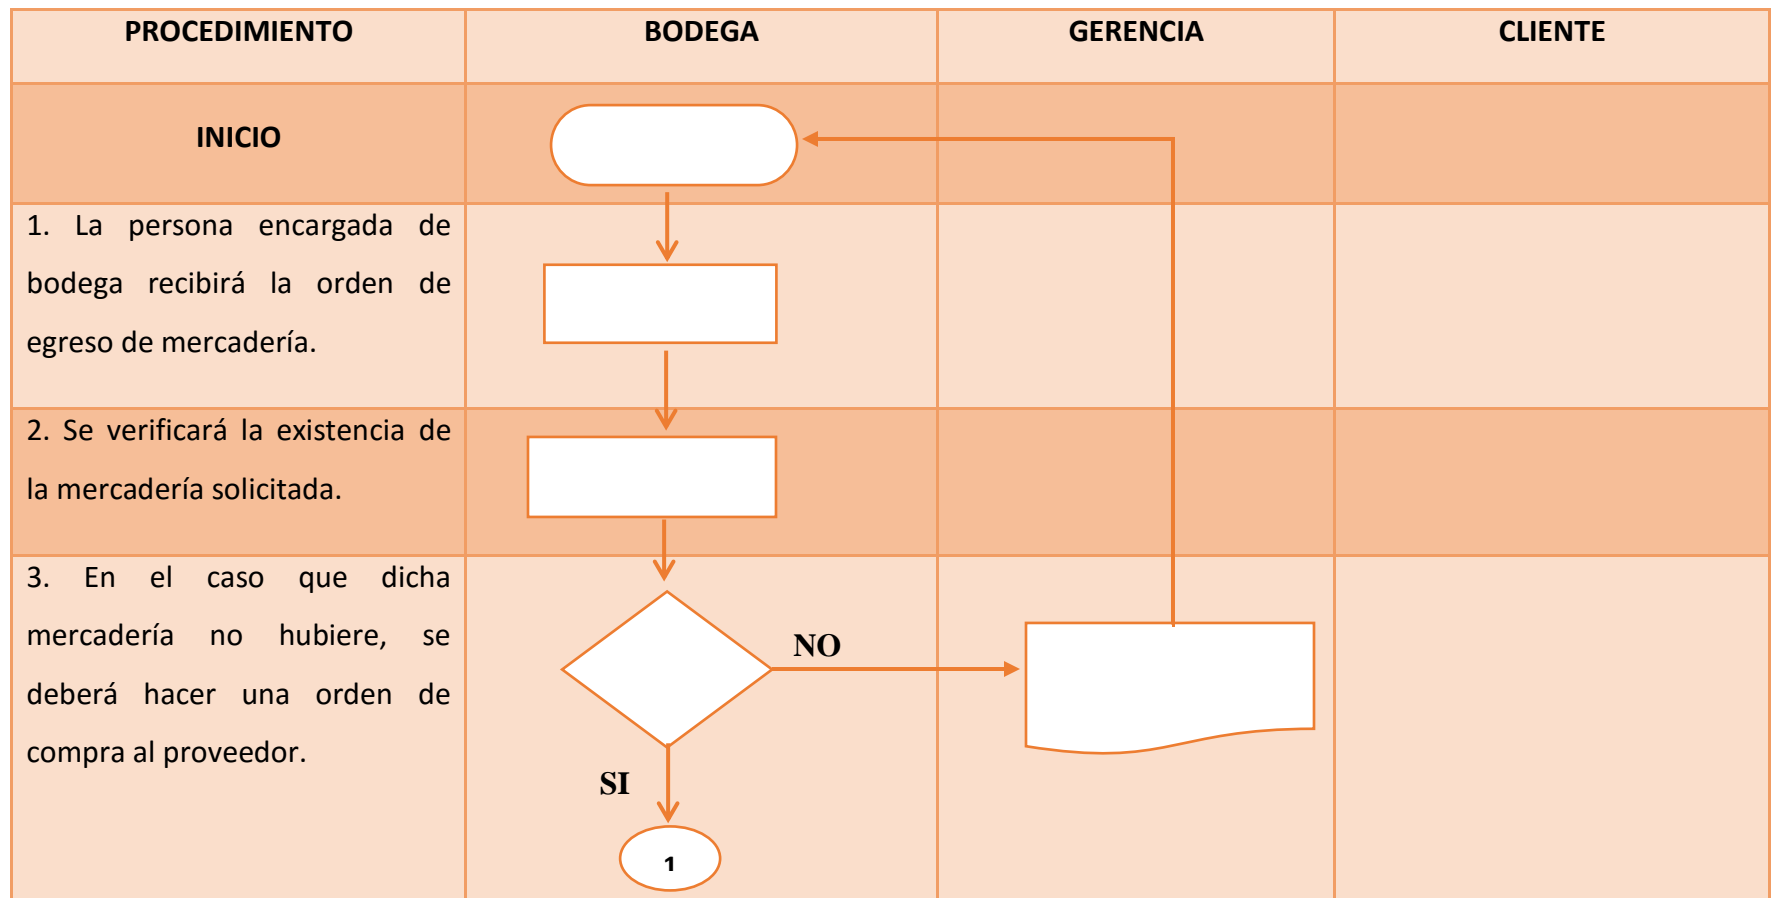 PROCEDIMIENTO
BODEGA
GERENCIA
CLIENTE
INICIO
1. La persona encargada de
bodega recibirá la orden de
egreso de mercadería.
2. Se verificará la existencia de
la mercadería solicitada.
3. En el caso que dicha
mercadería no hubiere, se
deberá hacer una orden de
compra al proveedor.
NO
SI
1